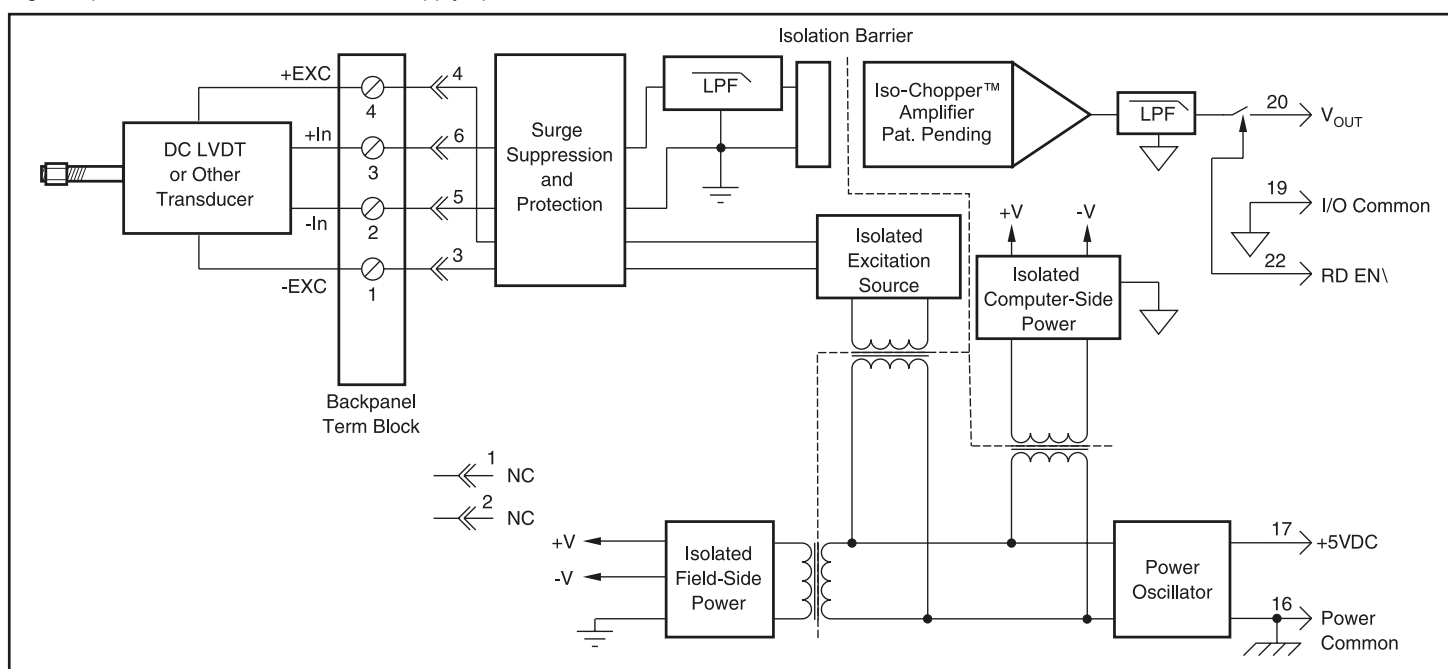 Isolation Barrier
+EXC
4
1
4
+In
6
3
-In
5
2
3
-EXC
1
DC LVDT
or Other
Transducer
Surge
Suppression
and
Protection
LPF
Iso-Chopper™
Amplifier
Pat. Pending
LPF
20
VOUT
19
I/O Common
22
RD EN\
+V
-V
Isolated
Excitation
Source
Isolated
Computer-Side
Power
Backpanel
Term Block
1
NC
2
NC
+V
-V
Isolated
Field-Side
Power
Power
Oscillator
17
+5VDC
16
Power
Common